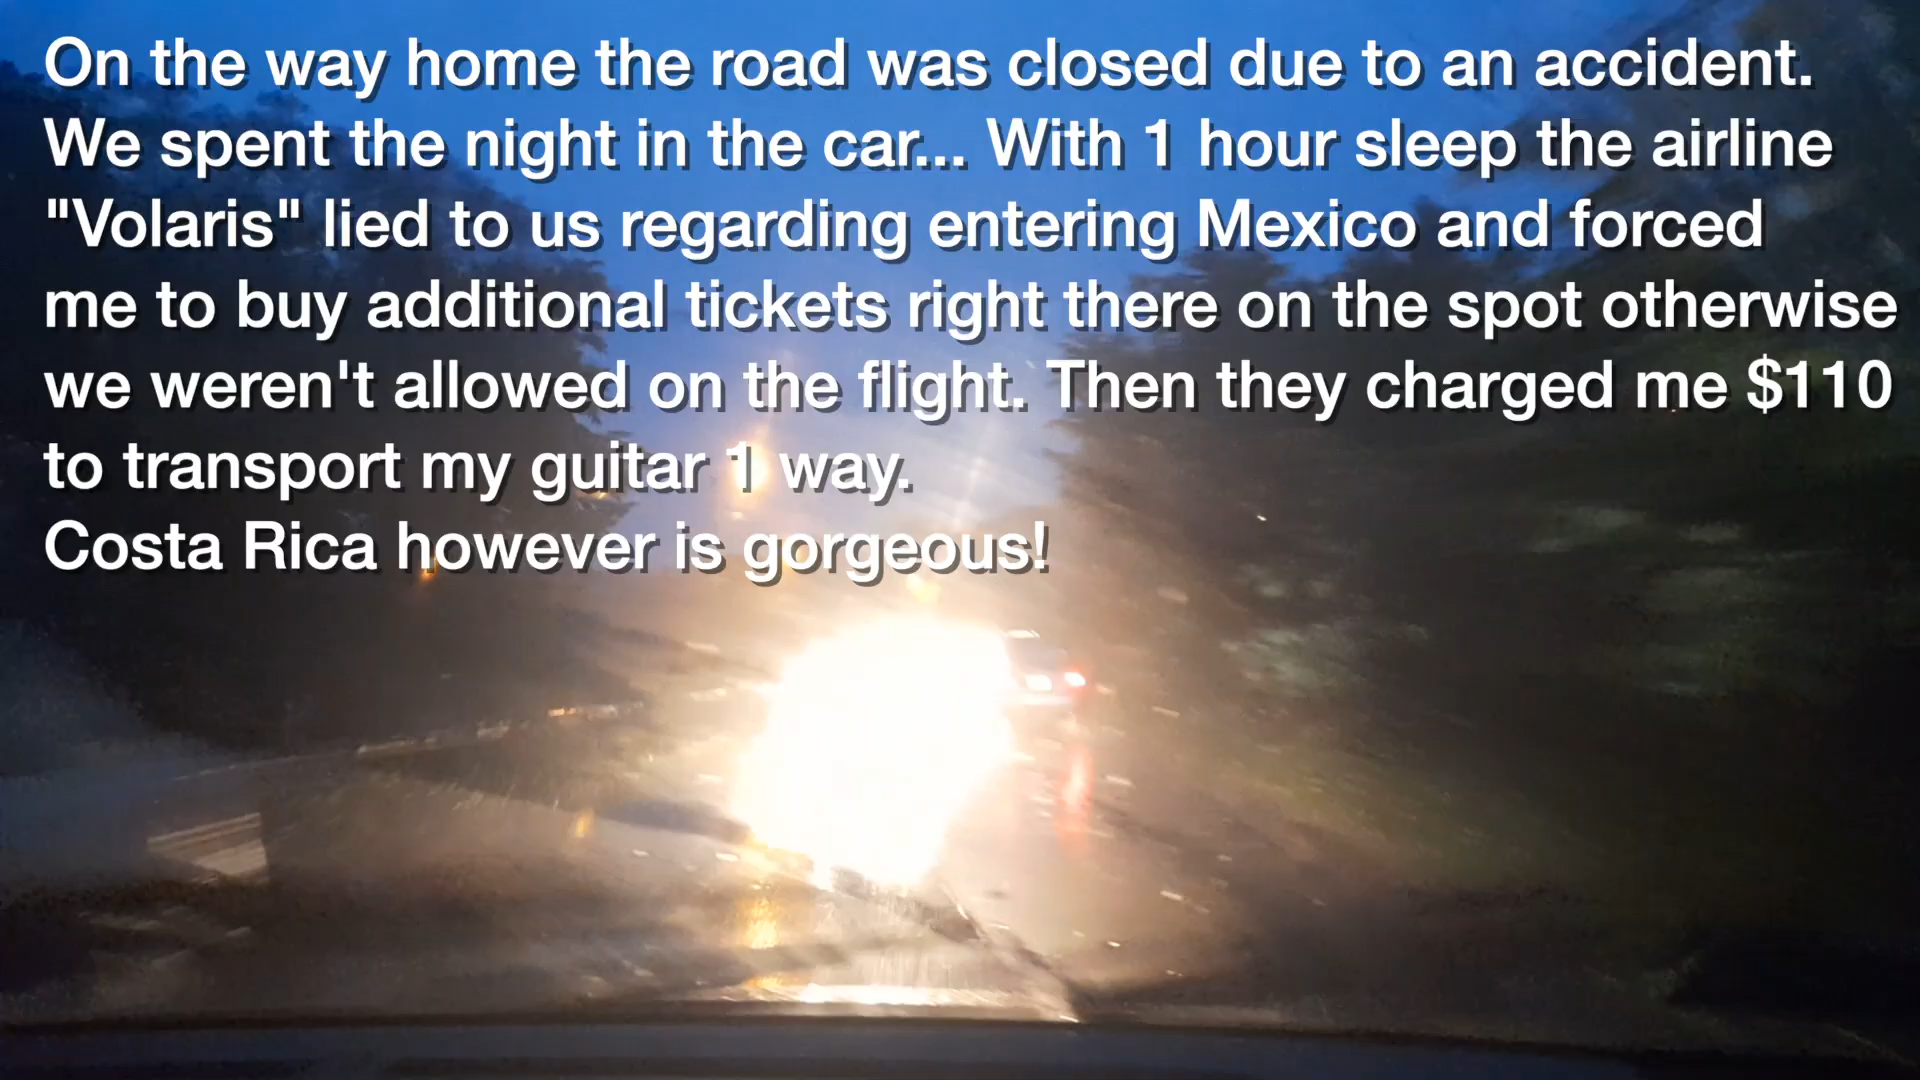 On the way home the road was closed due to an accident.
We spent the night in the car... With 1 hour sleep the airline
"Volaris" lied to us regarding entering Mexico and forced
me to buy additional tickets right there on the spot otherwise
we weren't allowed on the flight. Then they charged me $110
to transport my guitar 1 way.
Costa Rica however is gorgeous!